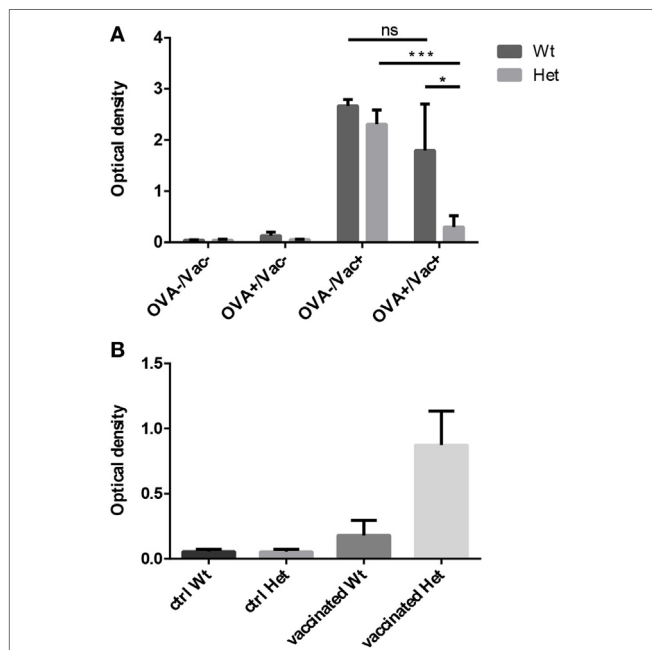 A
ns
***
*
Wt
Het
4
3
2
1
0
Optical density
OVA-/Vac-
OVA+/Vac-
OVA-/Vac+
OVA+/Vac+
B
1.5
1.0
0.5
0.0
Optical density
ctrl Wt
ctrl Het
vaccinated Wt
vaccinated Het